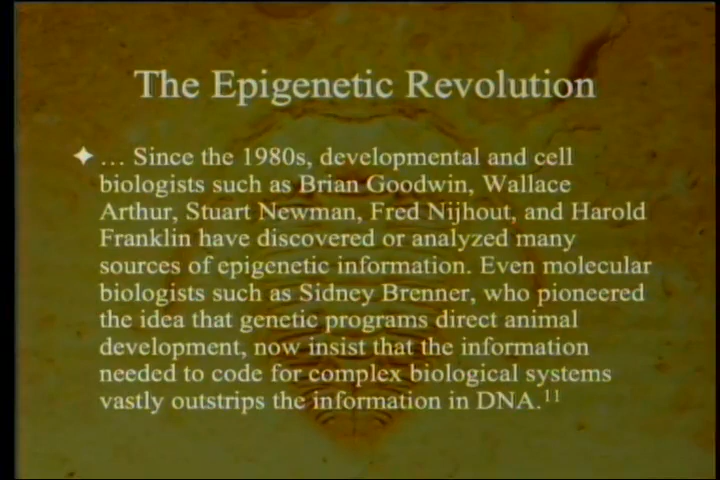 The Epigenetic Revolution
… Since the 1980s, developmental and cell
biologists such as Brian Goodwin, Wallace
Arthur, Stuart Newman, Fred Nijhout, and Harold
Franklin have discovered or analyzed many
sources of epigenetic information. Even molecular
biologists such as Sidney Brenner, who pioneered
the idea that genetic programs direct animal
development, now insist that the information
needed to code for complex biological systems
vastly outstrips the information in DNA.11